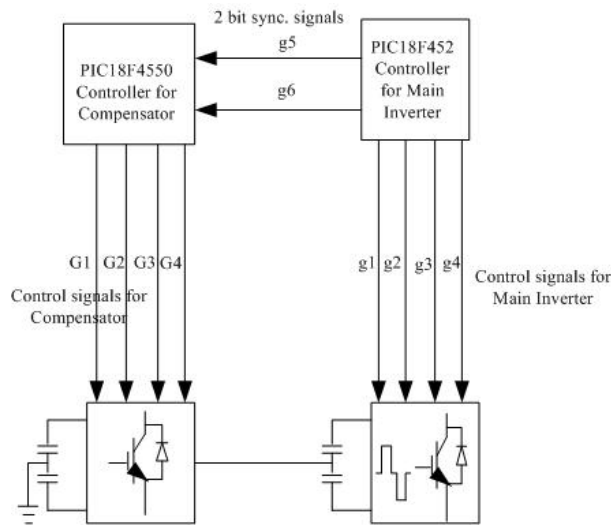 2 bit sync. signals
g5
g6
PIC18F4550
Controller for
Compensator
PIC18F452
Controller
for Main
Inverter
G1 G2 G3 G4
Control signals for
Compensator
g1 g2 g3 g4
Control signals for
Main Inverter